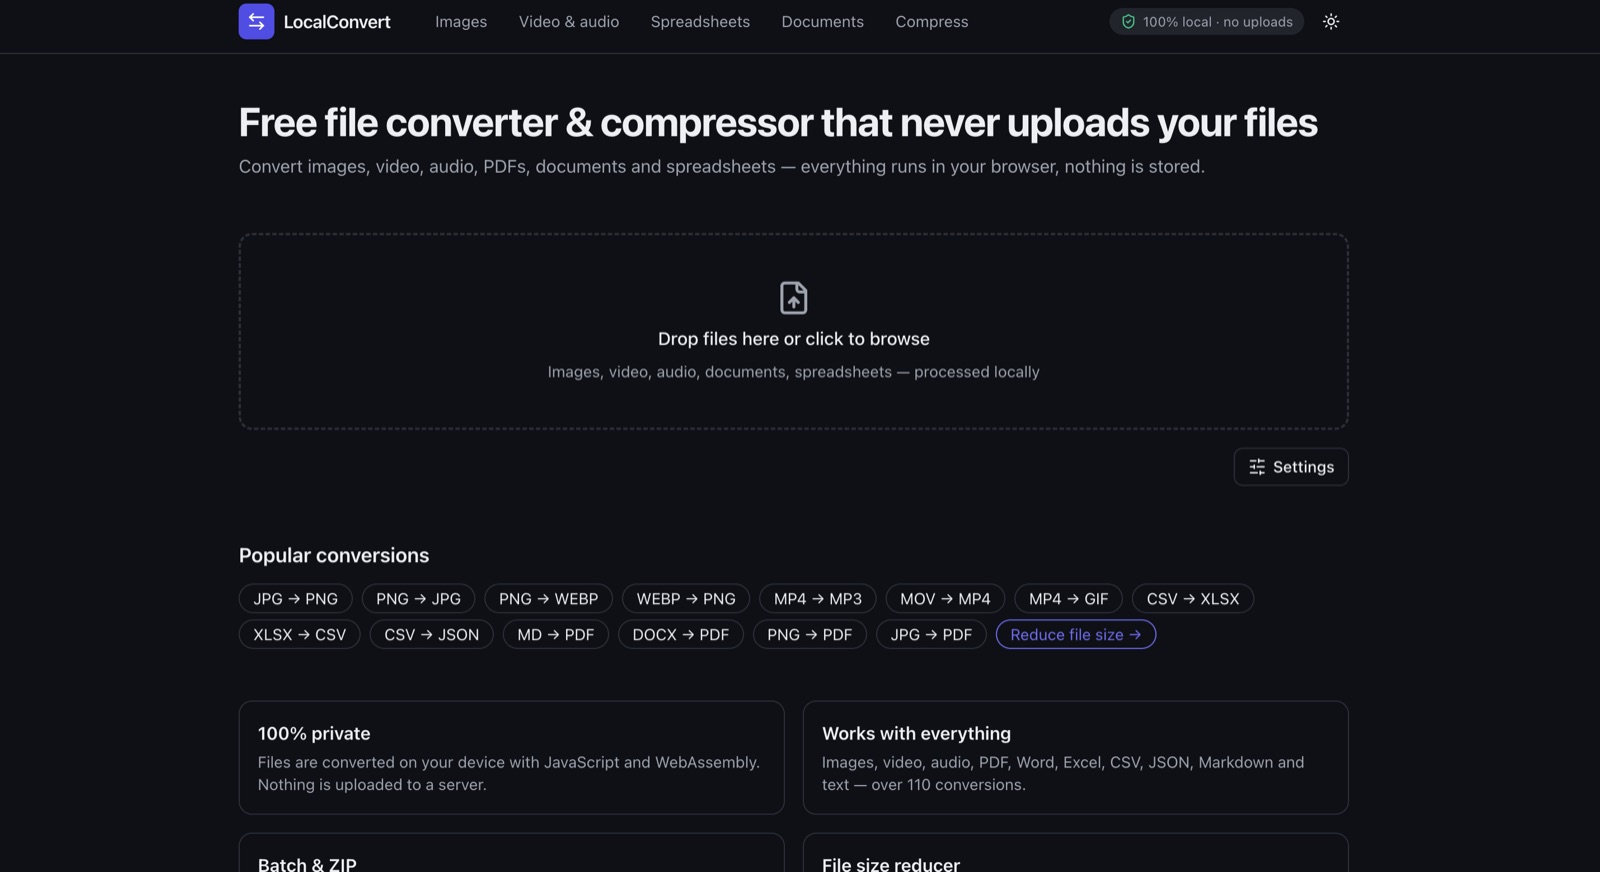 LocalConvert
Images
Video & audio
Spreadsheets
Documents
Compress
100% local · no uploads
Free file converter & compressor that never uploads your files
Convert images, video, audio, PDFs, documents and spreadsheets — everything runs in your browser, nothing is stored.
Drop files here or click to browse
Images, video, audio, documents, spreadsheets — processed locally
Settings
Popular conversions
JPG → PNG
PNG → JPG
PNG → WEBP
WEBP → PNG
MP4 → MP3
MOV → MP4
MP4 → GIF
CSV → XLSX
XLSX → CSV
CSV → JSON
MD → PDF
DOCX → PDF
PNG → PDF
JPG → PDF
Reduce file size →
100% private
Files are converted on your device with JavaScript and WebAssembly.
Nothing is uploaded to a server.
Works with everything
Images, video, audio, PDF, Word, Excel, CSV, JSON, Markdown and
text — over 110 conversions.
Batch & ZIP
File size reducer